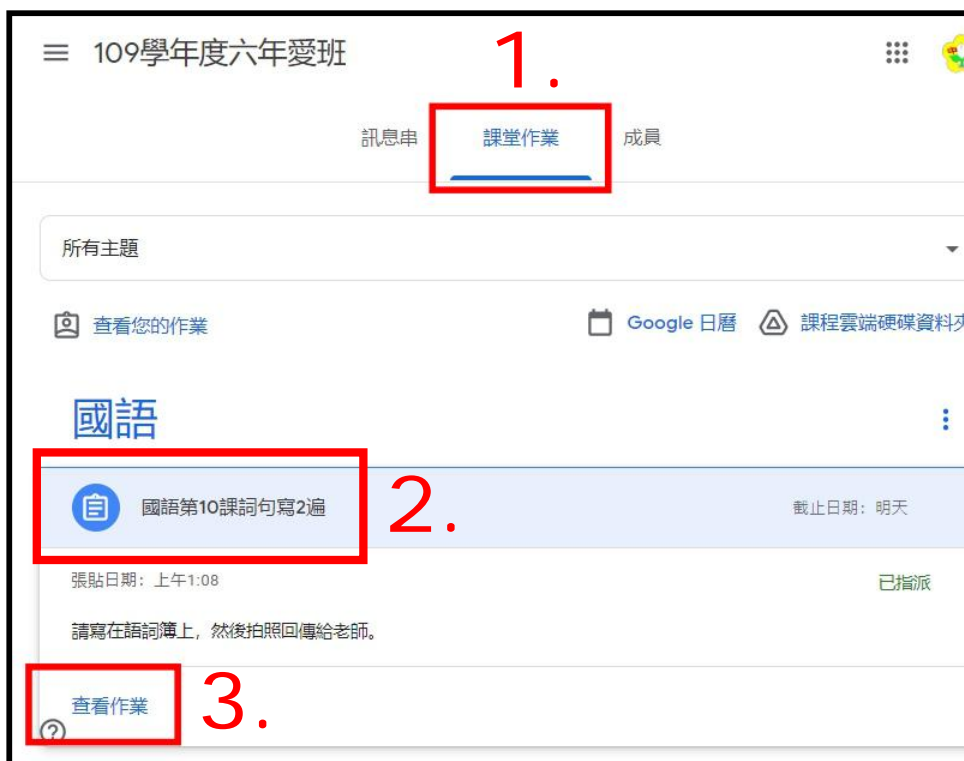 109學年度六年愛班
1.
訊息串 課堂作業 成員
所有主題
查看您的作業 Google 日曆 課程雲端硬碟資料夾
國語
國語第10課詞句寫2遍 截止日期：明天
2.
張貼日期：上午1:08 已指派
請寫在語詞簿上，然後拍照回傳給老師。
查看作業
3.